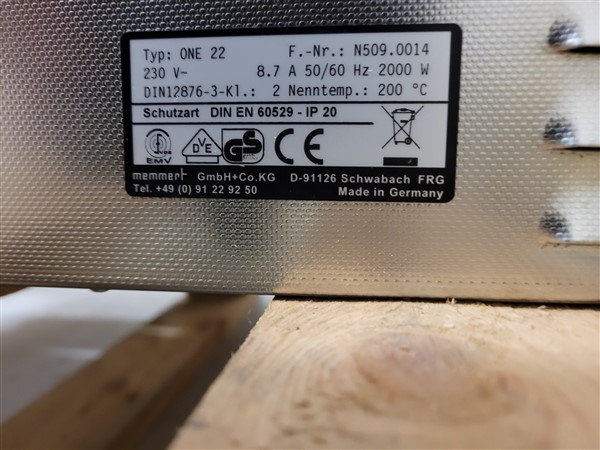 Typ: ONE 22 F.-Nr.: N509.0014
230 V~ 8.7 A 50/60 Hz 2000 W
DIN12876-3-Kl.: 2 Nenntemp.: 200 °C
Schutzart DIN EN 60529 - IP 20
EMV DVE GS CE
memmert GmbH+Co.KG D-91126 Schwabach FRG
Tel. +49 (0) 91 22 92 50 Made in Germany